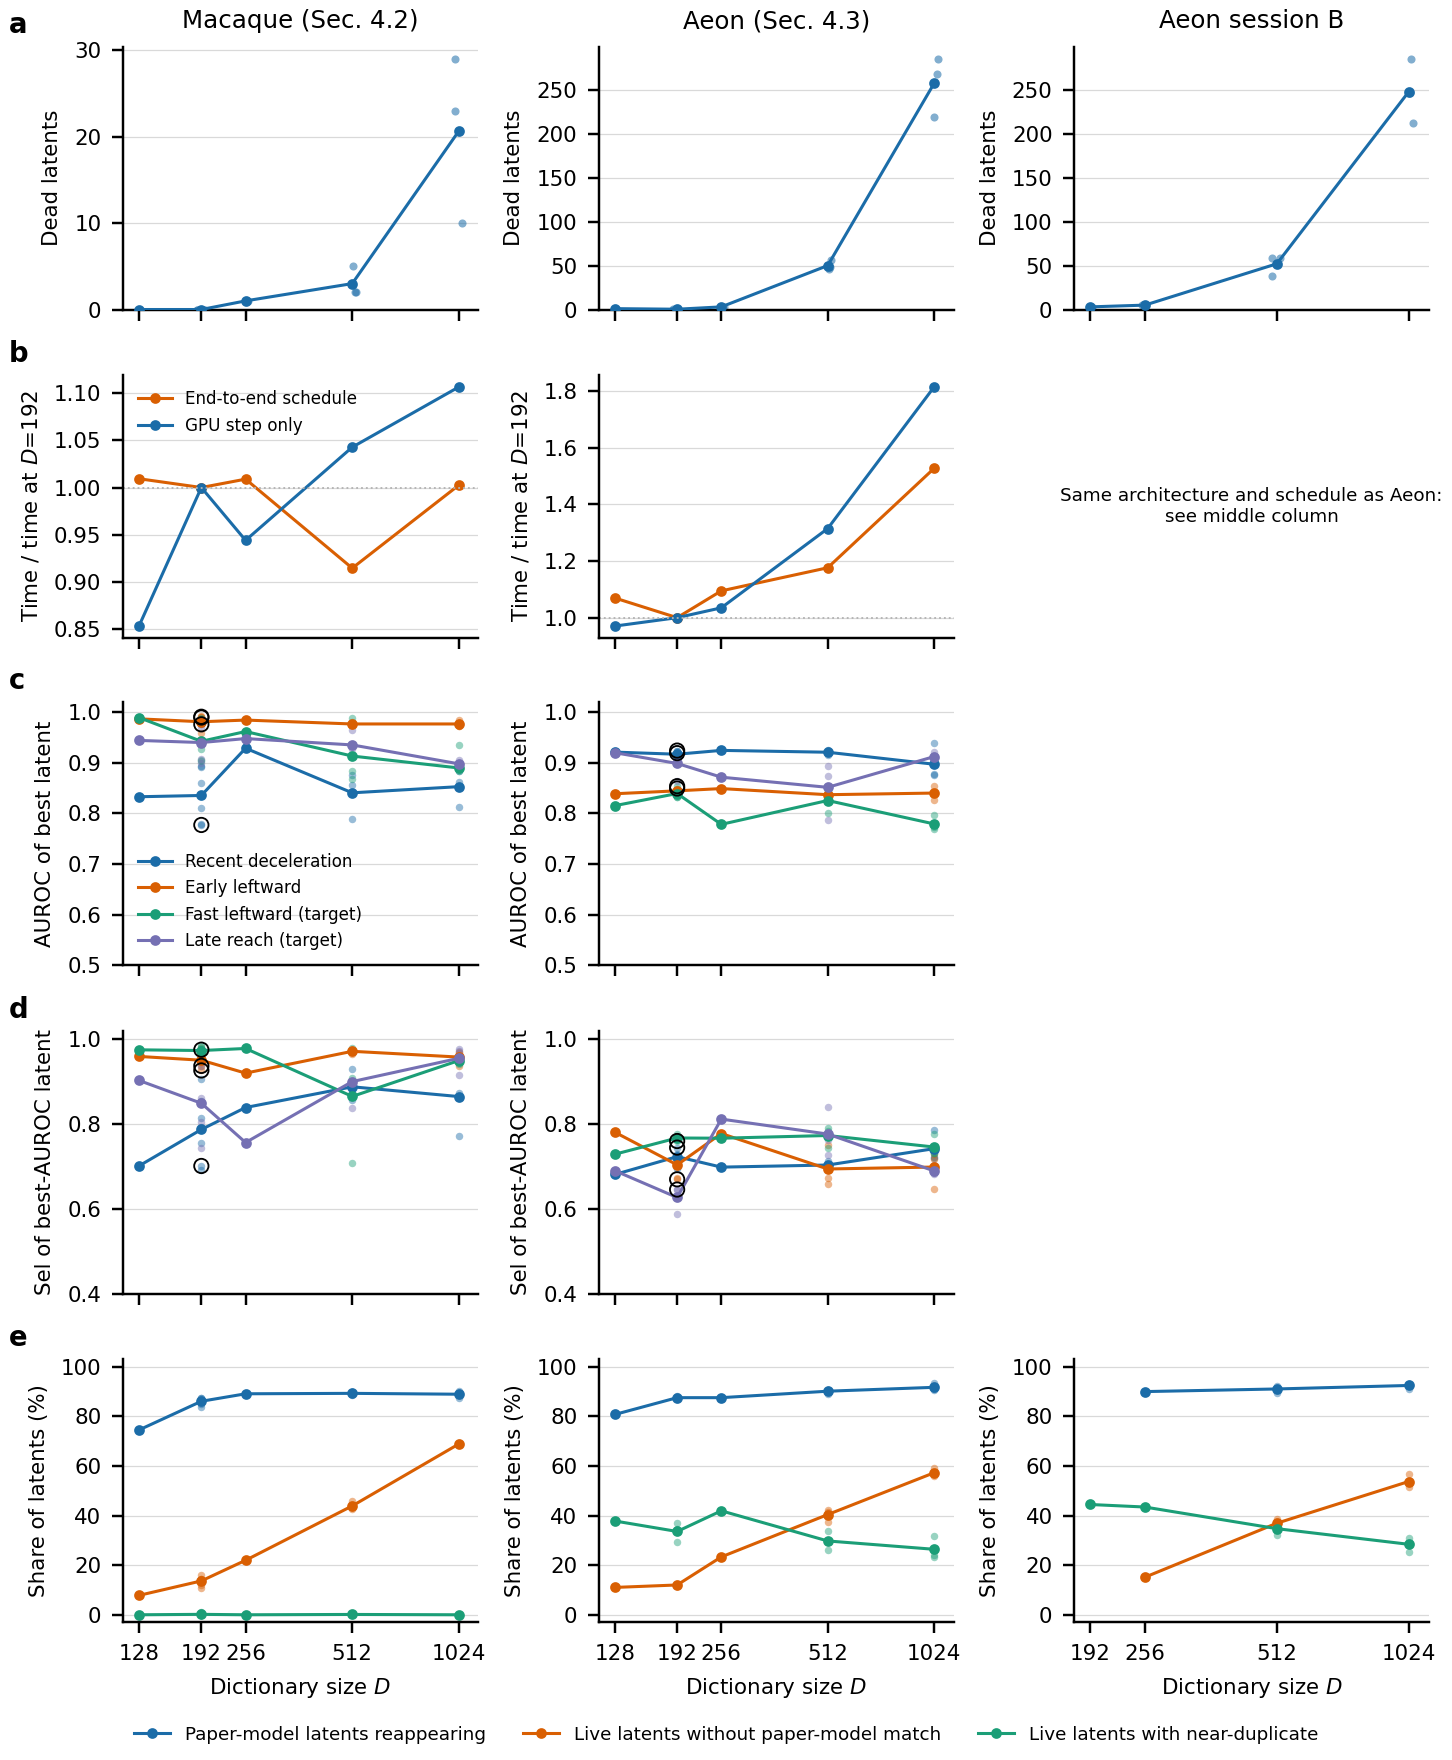 a
Macaque (Sec. 4.2)
Aeon (Sec. 4.3)
Aeon session B
Dead latents
30
20
10
0
Dead latents
250
200
150
100
50
0
Dead latents
250
200
150
100
50
0
b
Time / time at D=192
1.10
1.05
1.00
0.95
0.90
0.85
End-to-end schedule
GPU step only
Time / time at D=192
1.8
1.6
1.4
1.2
1.0
Same architecture and schedule as Aeon:
see middle column
c
AUROC of best latent
1.0
0.9
0.8
0.7
0.6
0.5
Recent deceleration
Early leftward
Fast leftward (target)
Late reach (target)
AUROC of best latent
1.0
0.9
0.8
0.7
0.6
0.5
d
Sel of best-AUROC latent
1.0
0.8
0.6
0.4
Sel of best-AUROC latent
1.0
0.8
0.6
0.4
e
Share of latents (%)
100
80
60
40
20
0
128 192 256 512 1024
Dictionary size D
Share of latents (%)
100
80
60
40
20
0
128 192 256 512 1024
Dictionary size D
Share of latents (%)
100
80
60
40
20
0
192 256 512 1024
Dictionary size D
Paper-model latents reappearing
Live latents without paper-model match
Live latents with near-duplicate